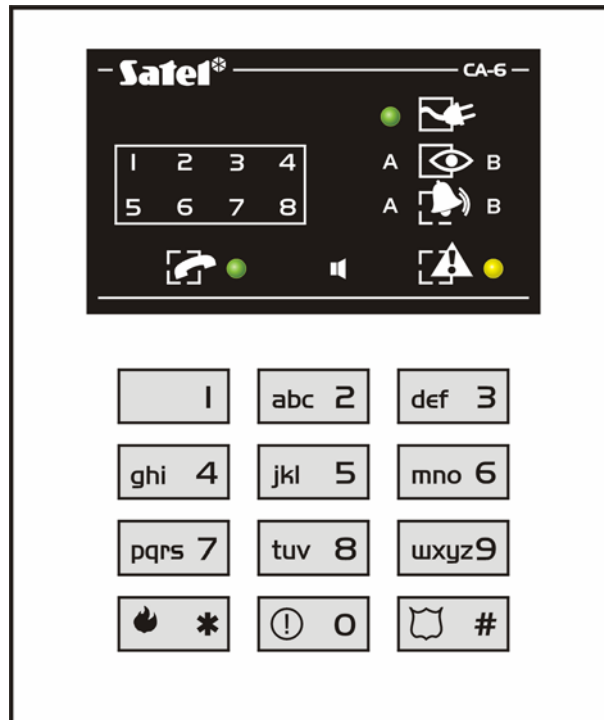 Satel CA-6
1 2 3 4
A B
5 6 7 8
A B
1
abc 2
def 3
ghi 4
jkl 5
mno 6
pqrs 7
tuv 8
wxyz 9
*
0
#